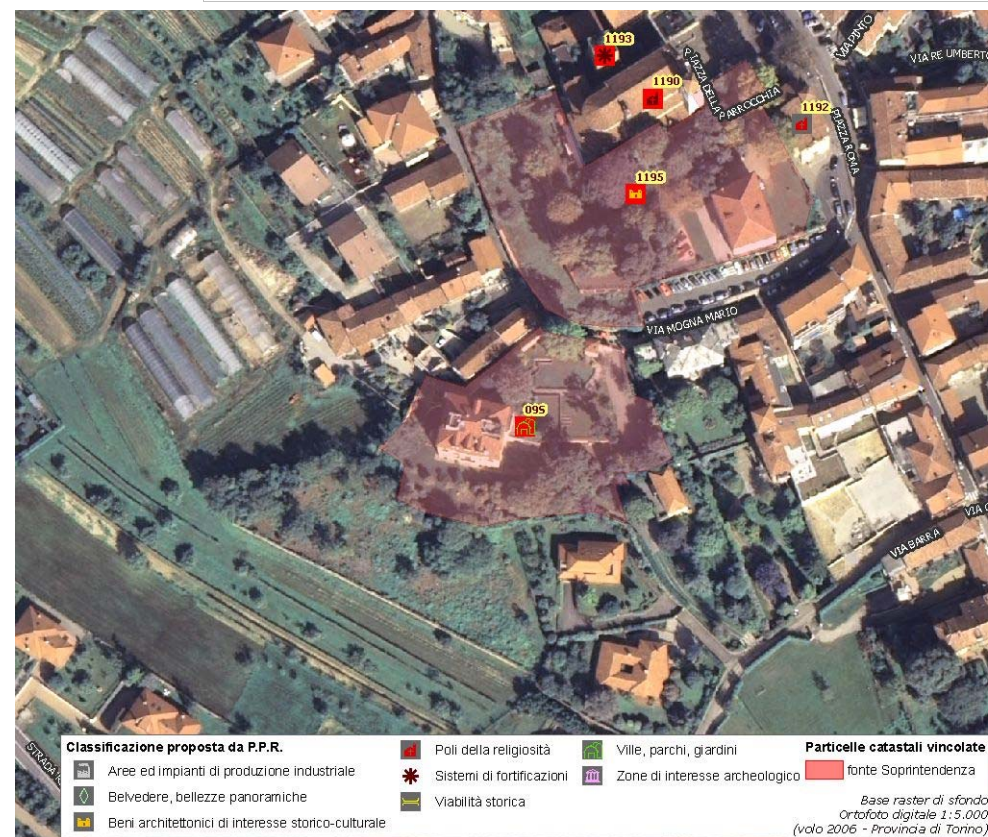 1193
1190
PIAZZA DELLA PARROCCHIA
VIA PINTO
VIA RE UMBERTO
1192
PIAZZA ROMA
1195
VIA MOGNA MARIO
095
VIA BARRA
Classificazione proposta da P.P.R.
Aree ed impianti di produzione industriale
Belvedere, bellezze panoramiche
Beni architettonici di interesse storico-culturale
Poli della religiosità
Sistemi di fortificazioni
Viabilità storica
Ville, parchi, giardini
Zone di interesse archeologico
Particelle catastali vincolate
fonte Soprintendenza
Base raster di sfondo
Ortofoto digitale 1:5.000
(volo 2006 - Provincia di Torino)
STRADA
VIA